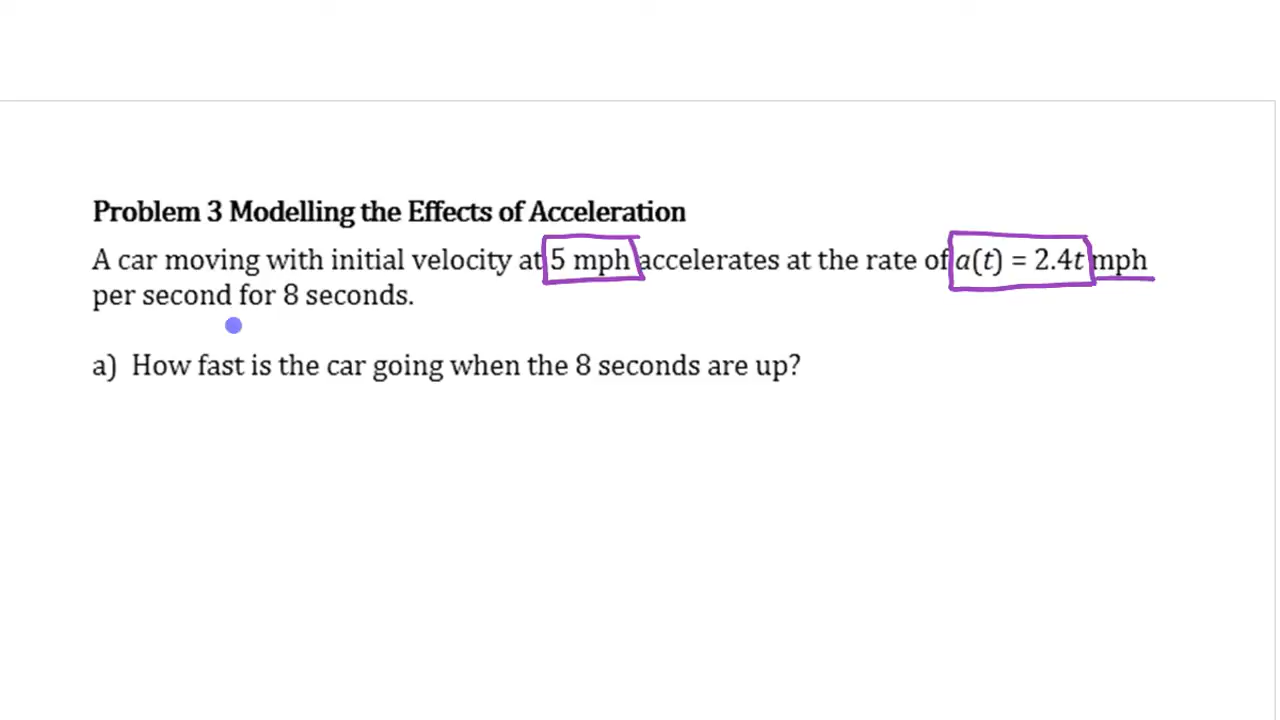 Problem 3 Modelling the Effects of Acceleration
A car moving with initial velocity at 5 mph accelerates at the rate of a(t) = 2.4t mph
per second for 8 seconds.
a) How fast is the car going when the 8 seconds are up?